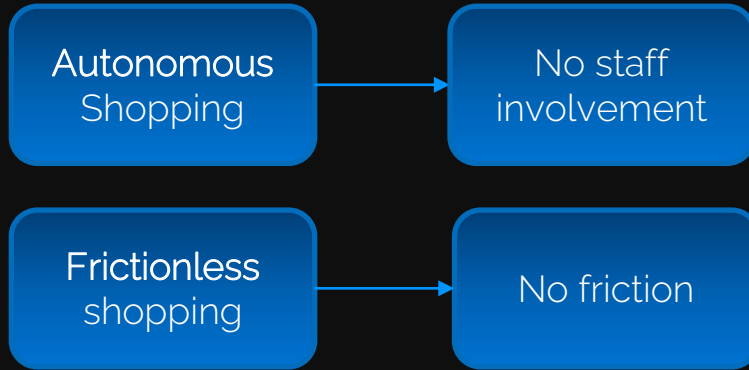 Autonomous
Shopping
No staff
involvement
Frictionless
shopping
No friction